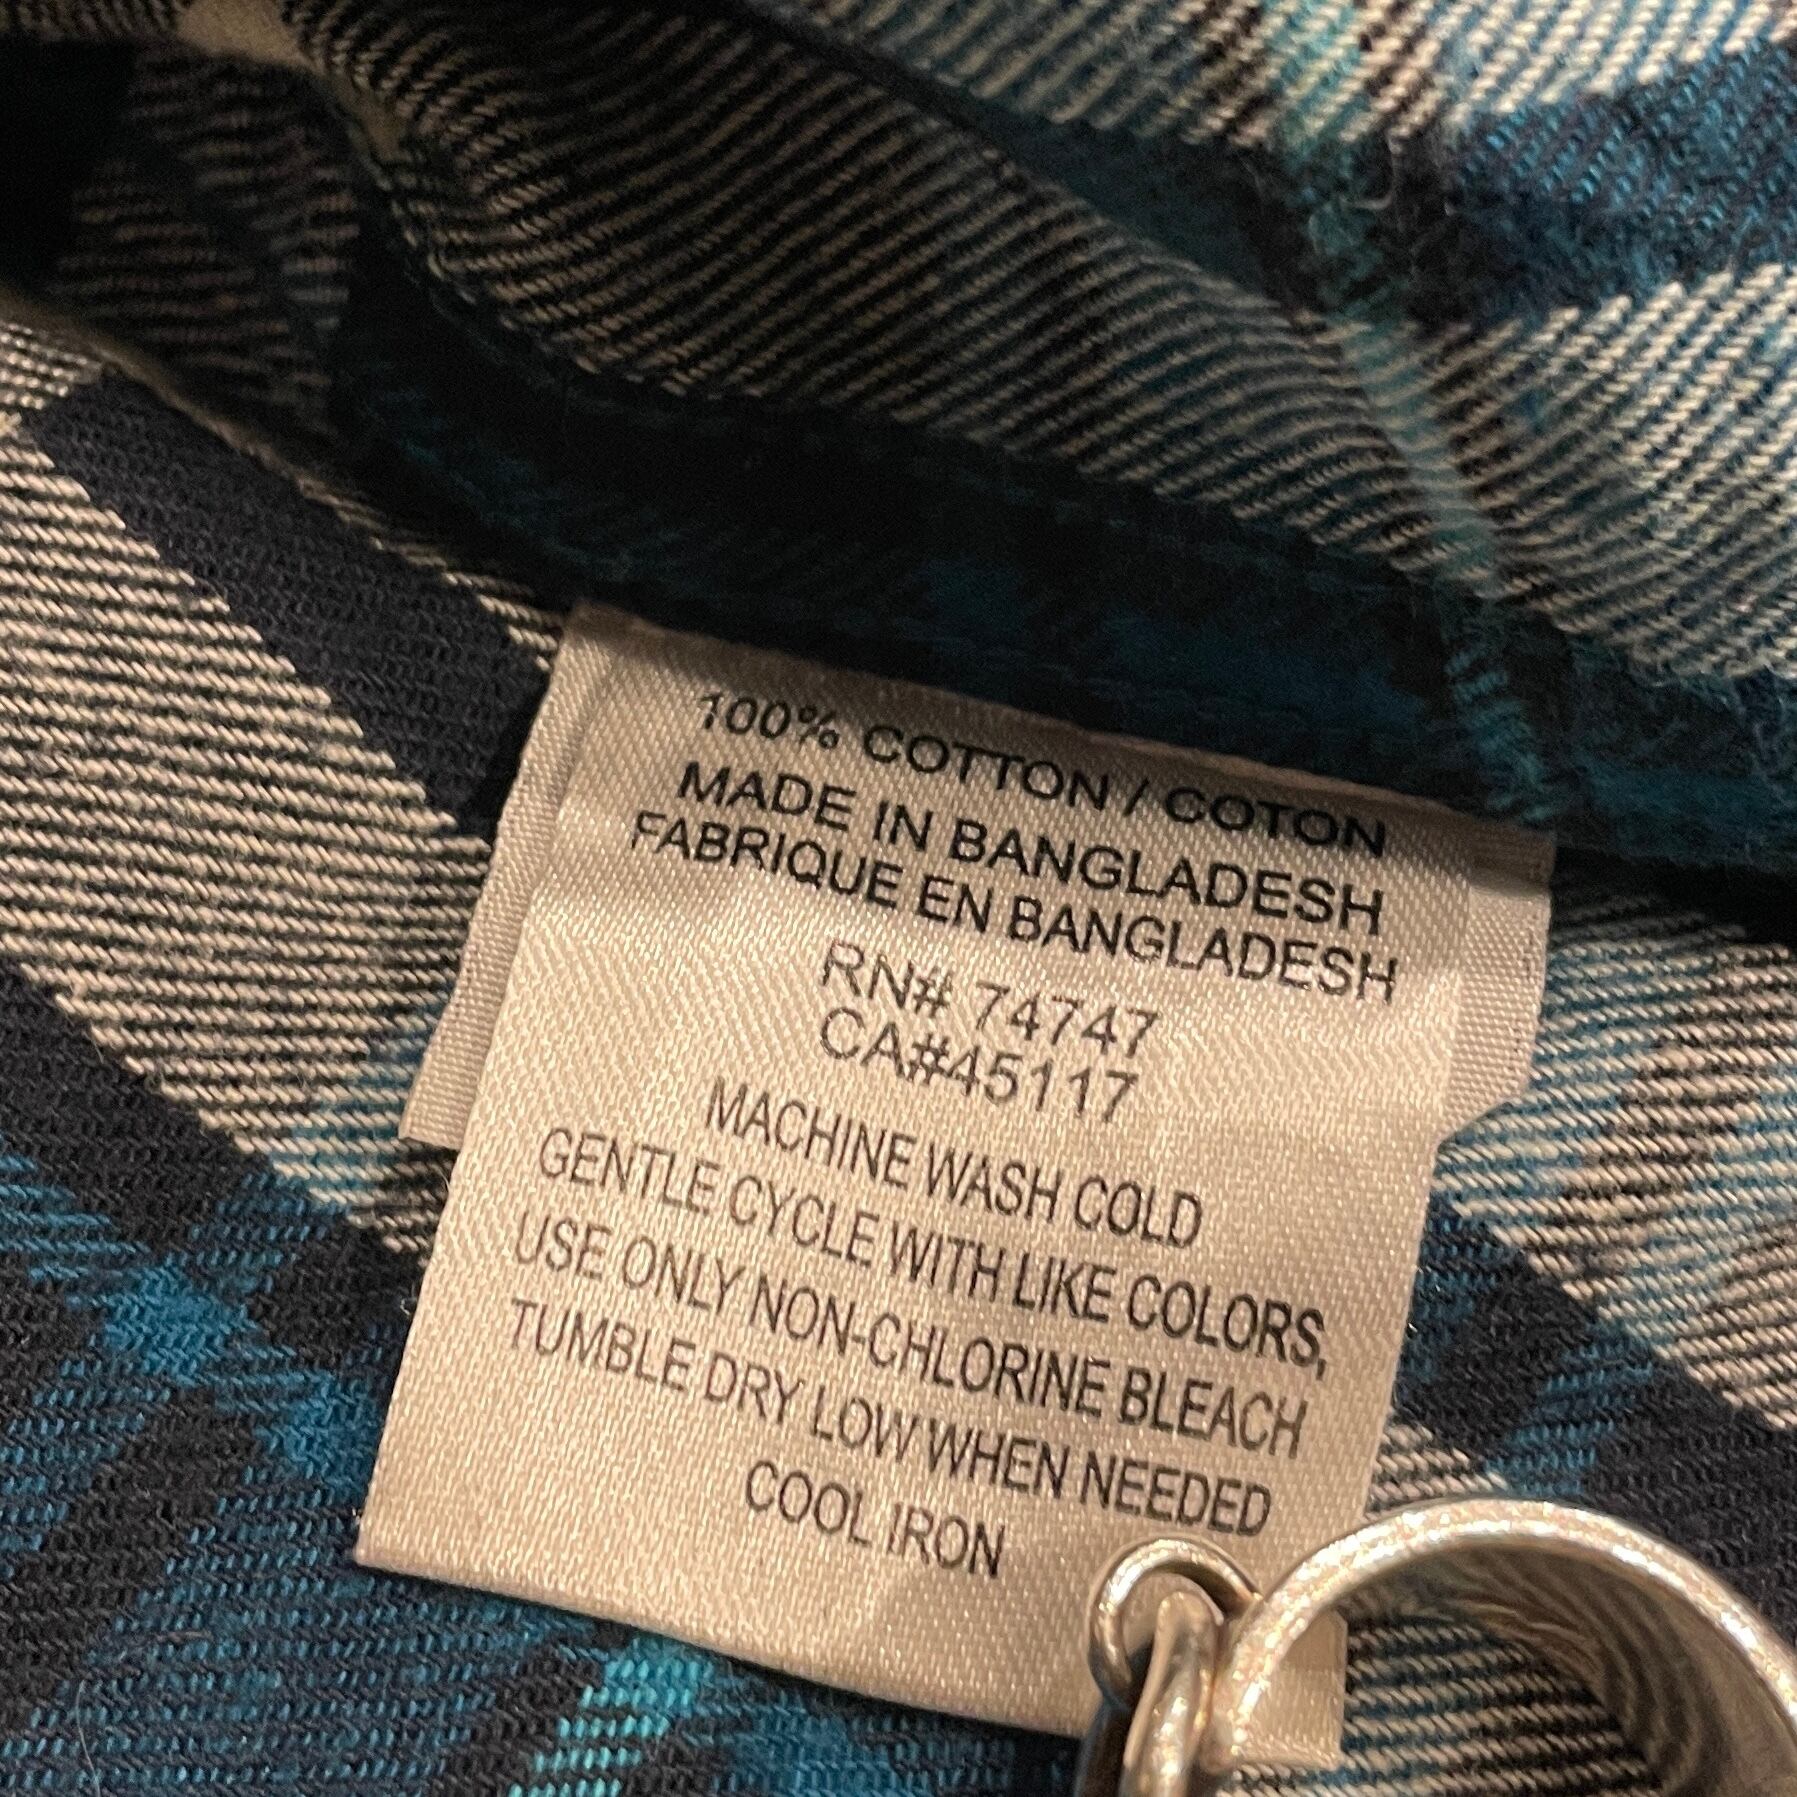 100% COTTON / COTON
MADE IN BANGLADESH
FABRIQUE EN BANGLADESH
RN# 74747
CA#45117
MACHINE WASH COLD
GENTLE CYCLE WITH LIKE COLORS,
USE ONLY NON-CHLORINE BLEACH
TUMBLE DRY LOW WHEN NEEDED
COOL IRON